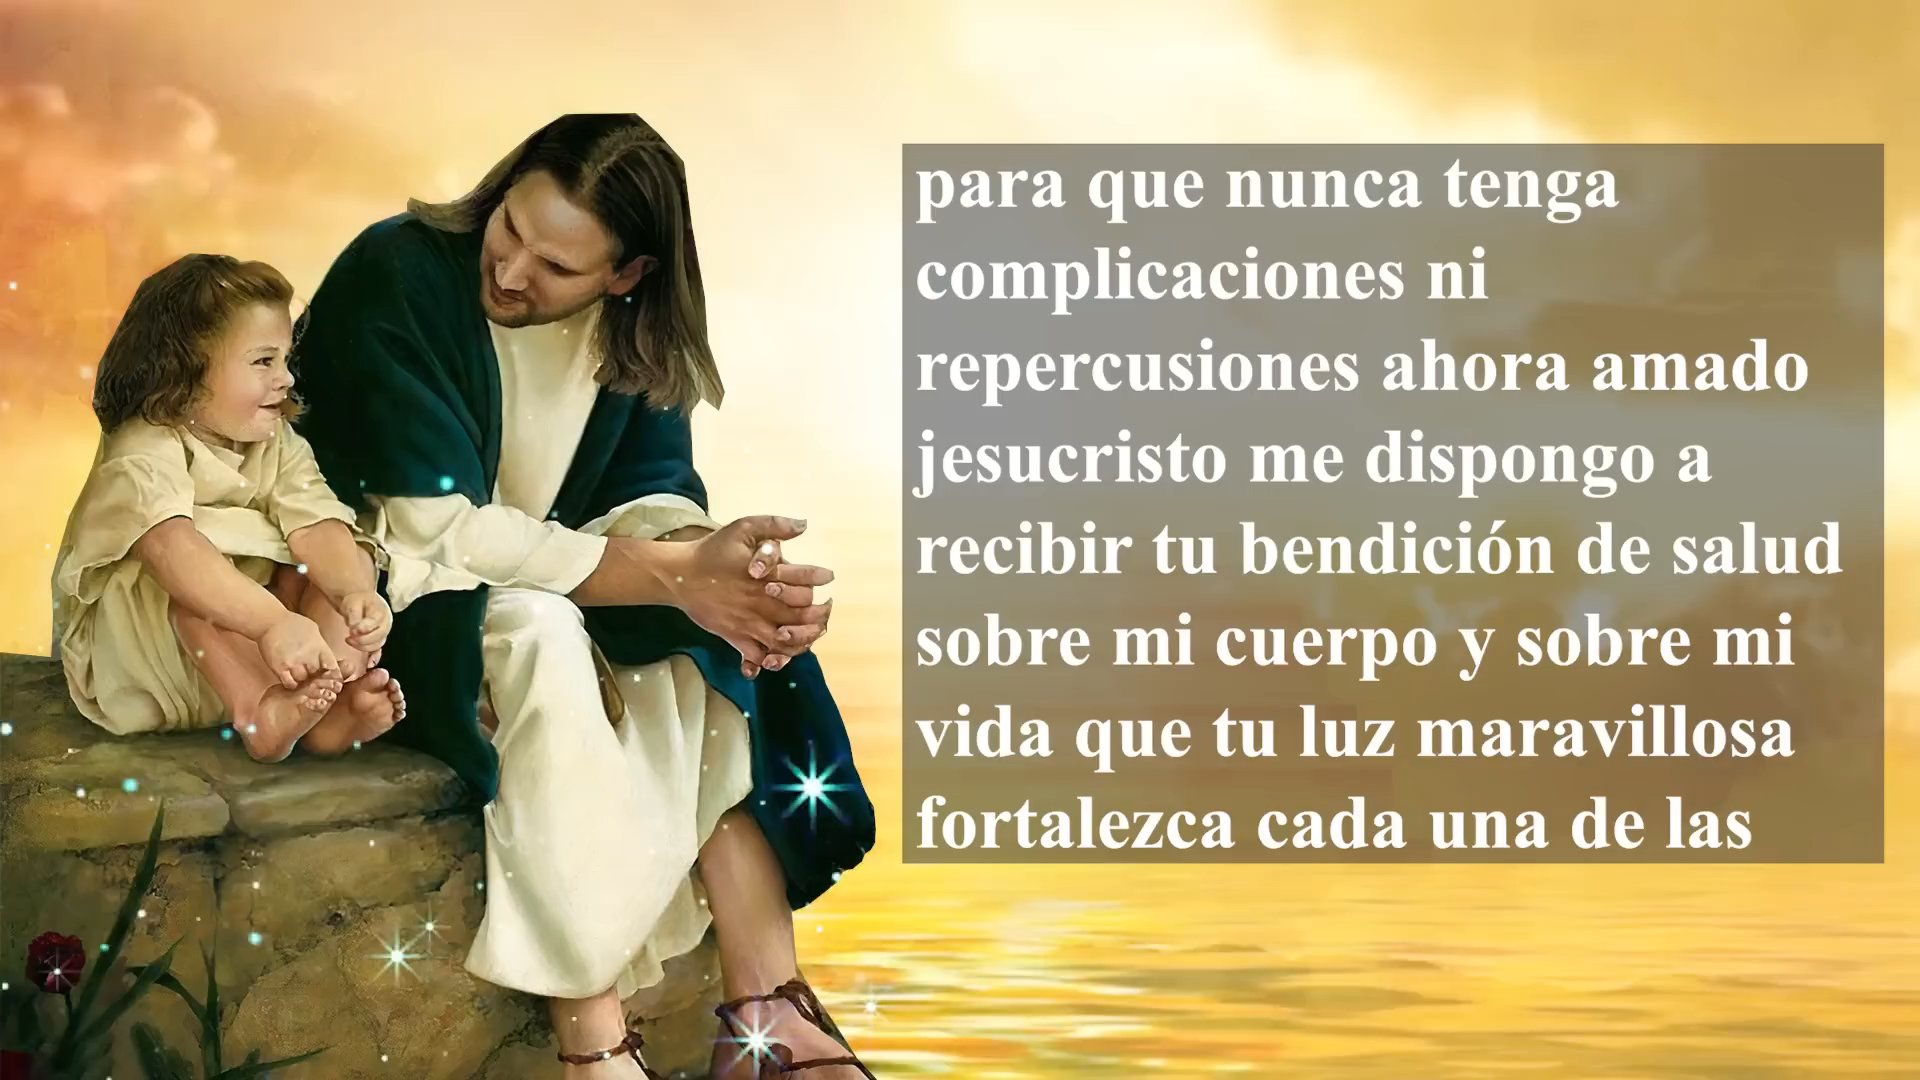 para que nunca tenga
complicaciones ni
repercusiones ahora amado
jesucristo me dispongo a
recibir tu bendición de salud
sobre mi cuerpo y sobre mi
vida que tu luz maravillosa
fortalezca cada una de las